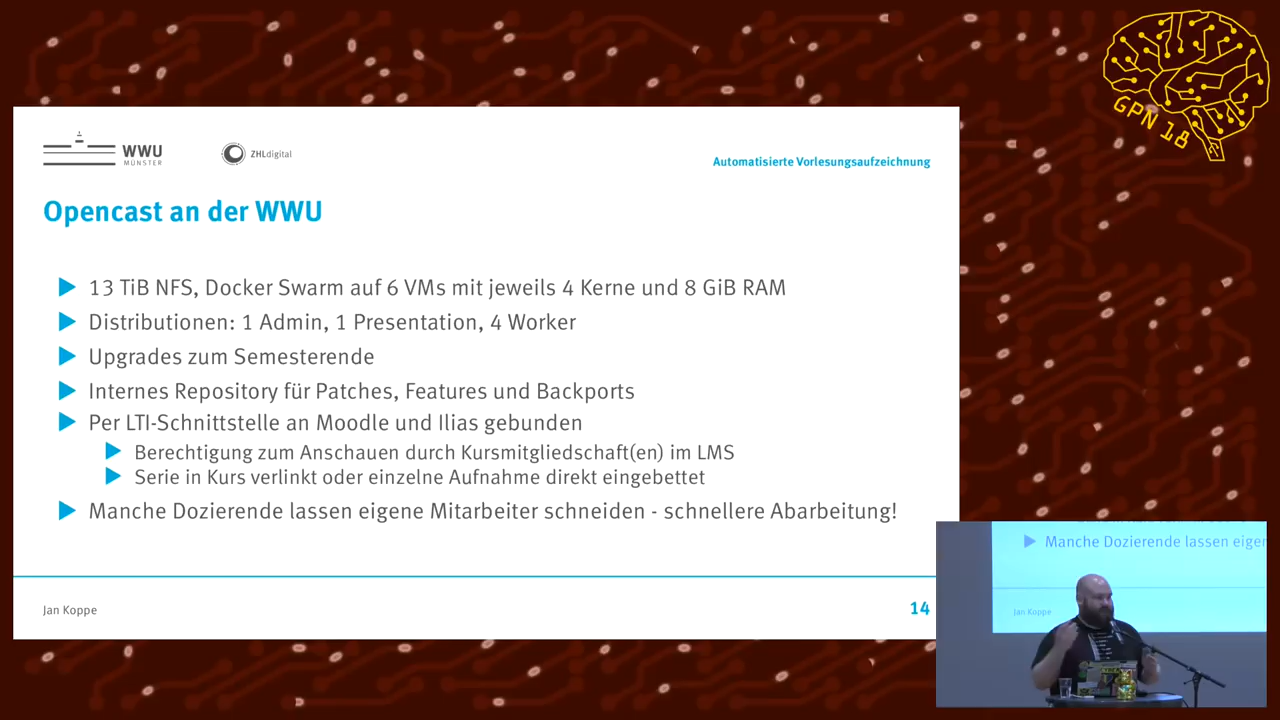 GPN 18
WWU
MÜNSTER
ZHLdigital
Automatisierte Vorlesungsaufzeichnung
Opencast an der WWU
13 TiB NFS, Docker Swarm auf 6 VMs mit jeweils 4 Kerne und 8 GiB RAM
Distributionen: 1 Admin, 1 Presentation, 4 Worker
Upgrades zum Semesterende
Internes Repository für Patches, Features und Backports
Per LTI-Schnittstelle an Moodle und Ilias gebunden
Berechtigung zum Anschauen durch Kursmitgliedschaft(en) im LMS
Serie in Kurs verlinkt oder einzelne Aufnahme direkt eingebettet
Manche Dozierende lassen eigene Mitarbeiter schneiden - schnellere Abarbeitung!
Jan Koppe
14
Manche Dozierende lassen eigen
Jan Koppe